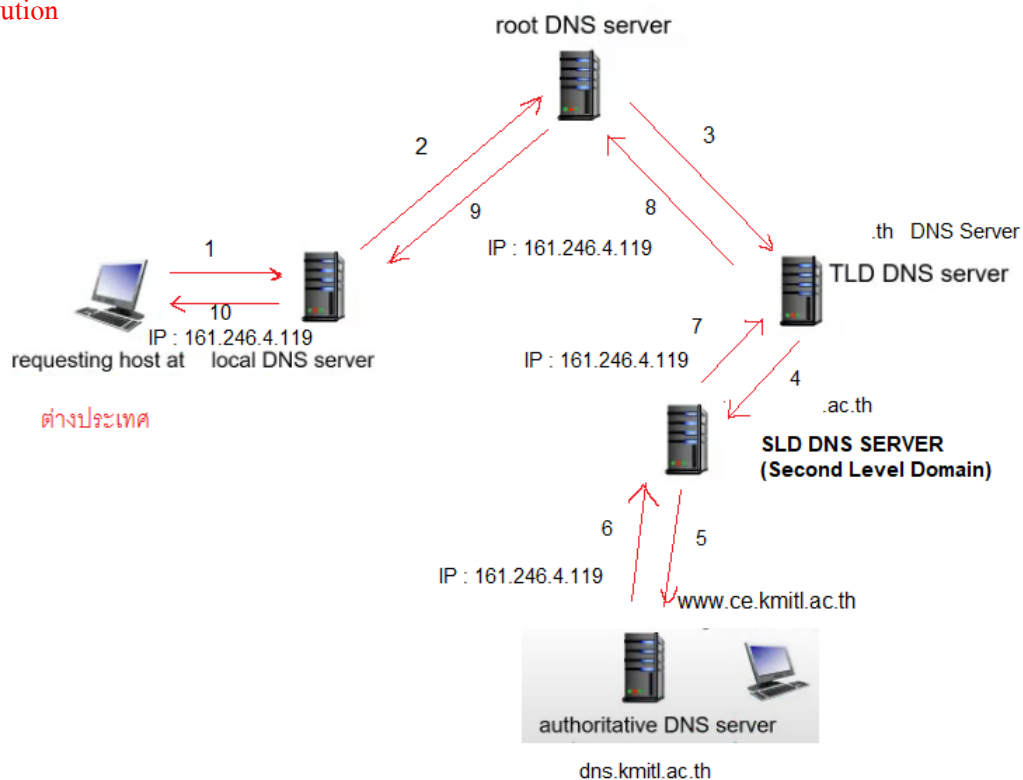 ution
root DNS server
2
3
9
8
IP : 161.246.4.119
.th DNS Server
TLD DNS server
1
10
IP : 161.246.4.119
requesting host at local DNS server
ต่างประเทศ
7
IP : 161.246.4.119
4
.ac.th
SLD DNS SERVER
(Second Level Domain)
6
5
IP : 161.246.4.119
www.ce.kmitl.ac.th
authoritative DNS server
dns.kmitl.ac.th